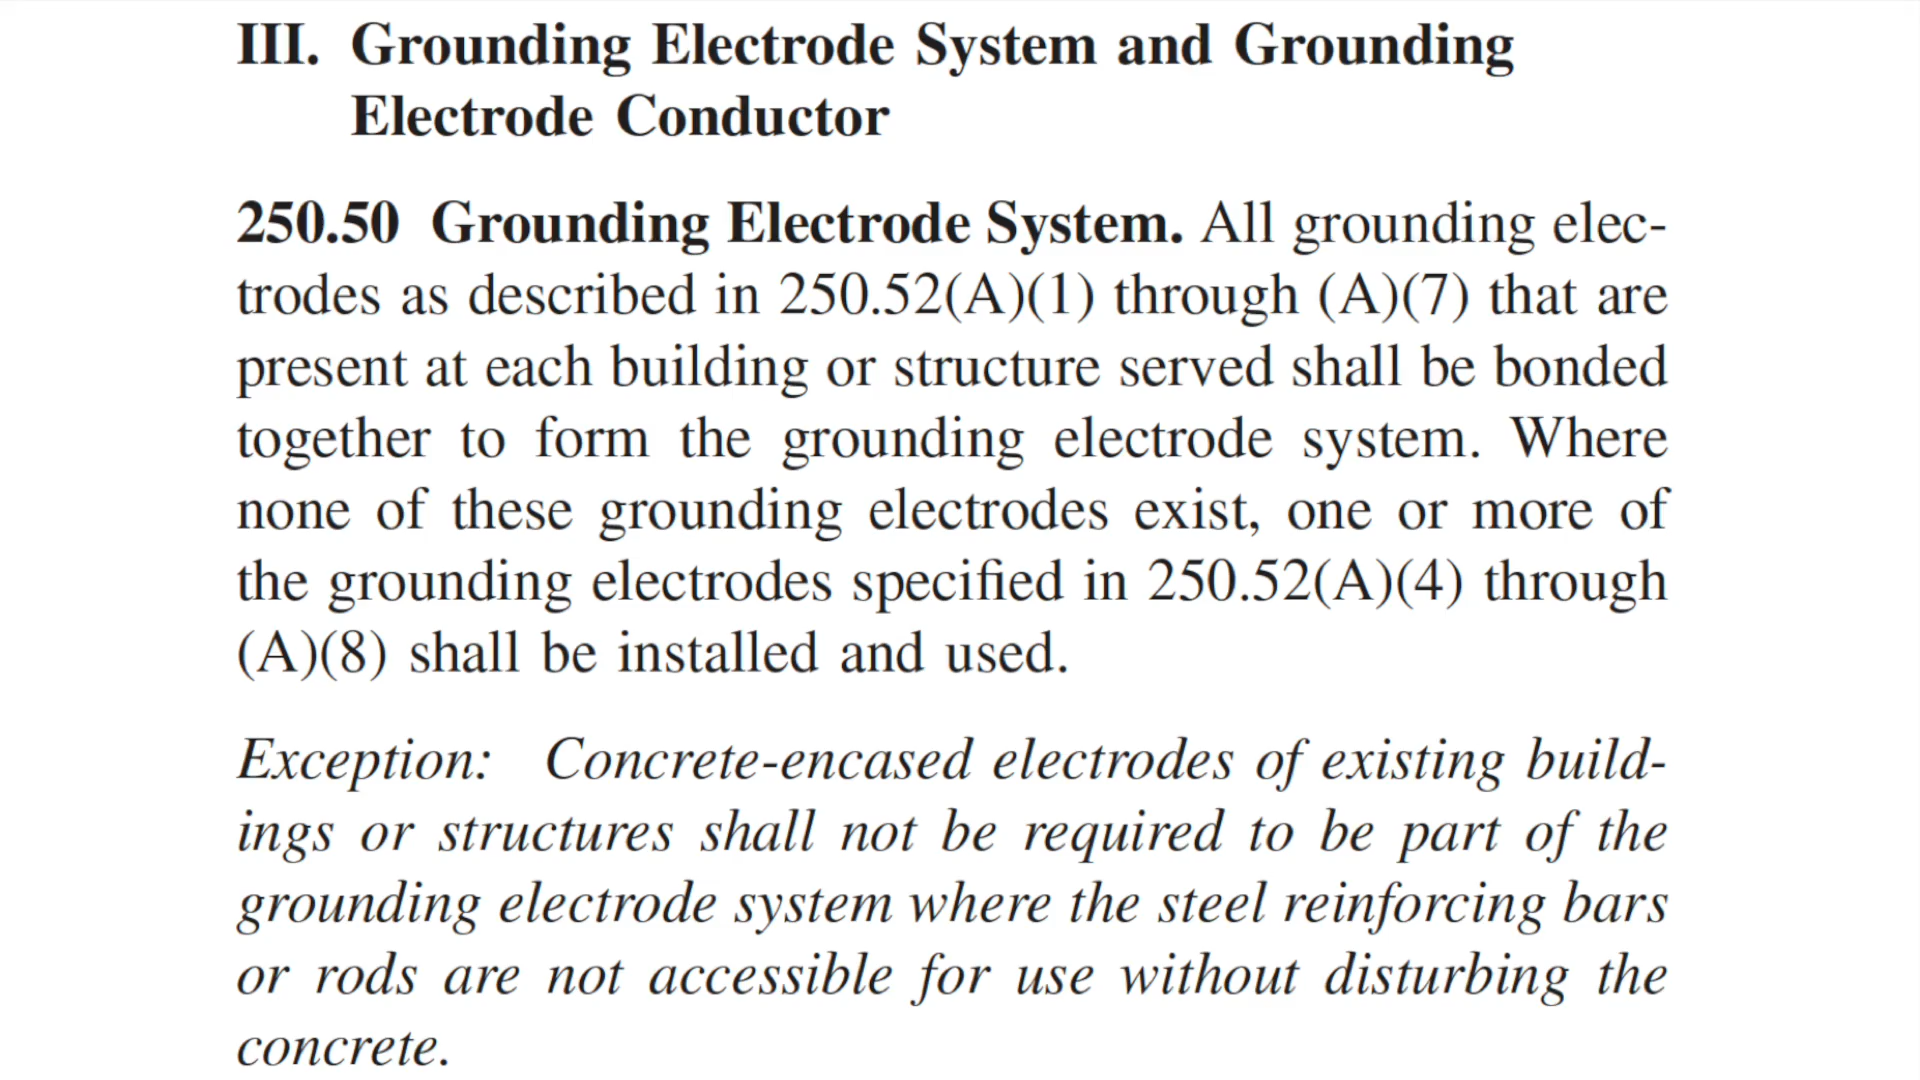 III. Grounding Electrode System and Grounding
Electrode Conductor
250.50 Grounding Electrode System. All grounding elec-
trodes as described in 250.52(A)(1) through (A)(7) that are
present at each building or structure served shall be bonded
together to form the grounding electrode system. Where
none of these grounding electrodes exist, one or more of
the grounding electrodes specified in 250.52(A)(4) through
(A)(8) shall be installed and used.
Exception: Concrete-encased electrodes of existing build-
ings or structures shall not be required to be part of the
grounding electrode system where the steel reinforcing bars
or rods are not accessible for use without disturbing the
concrete.